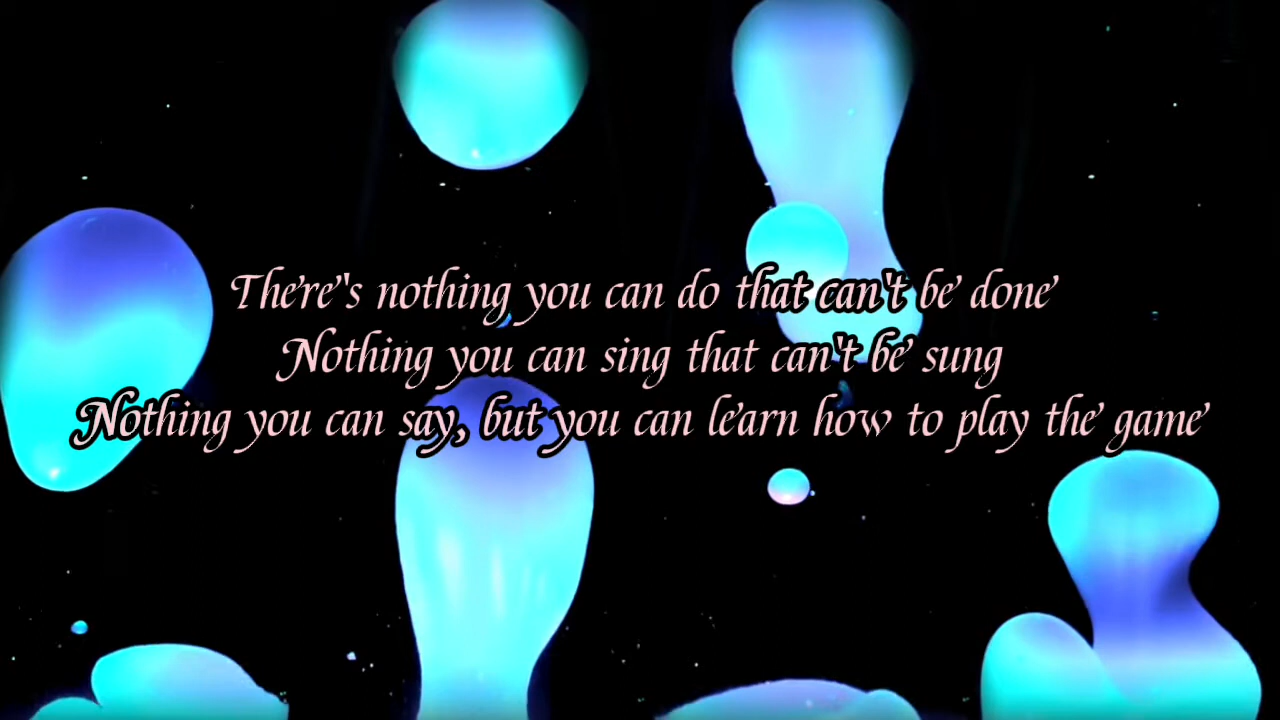 There"s nothing you can do that can't be done
Nothing you can sing that can't be sung
Nothing you can say, but you can learn how to play the game